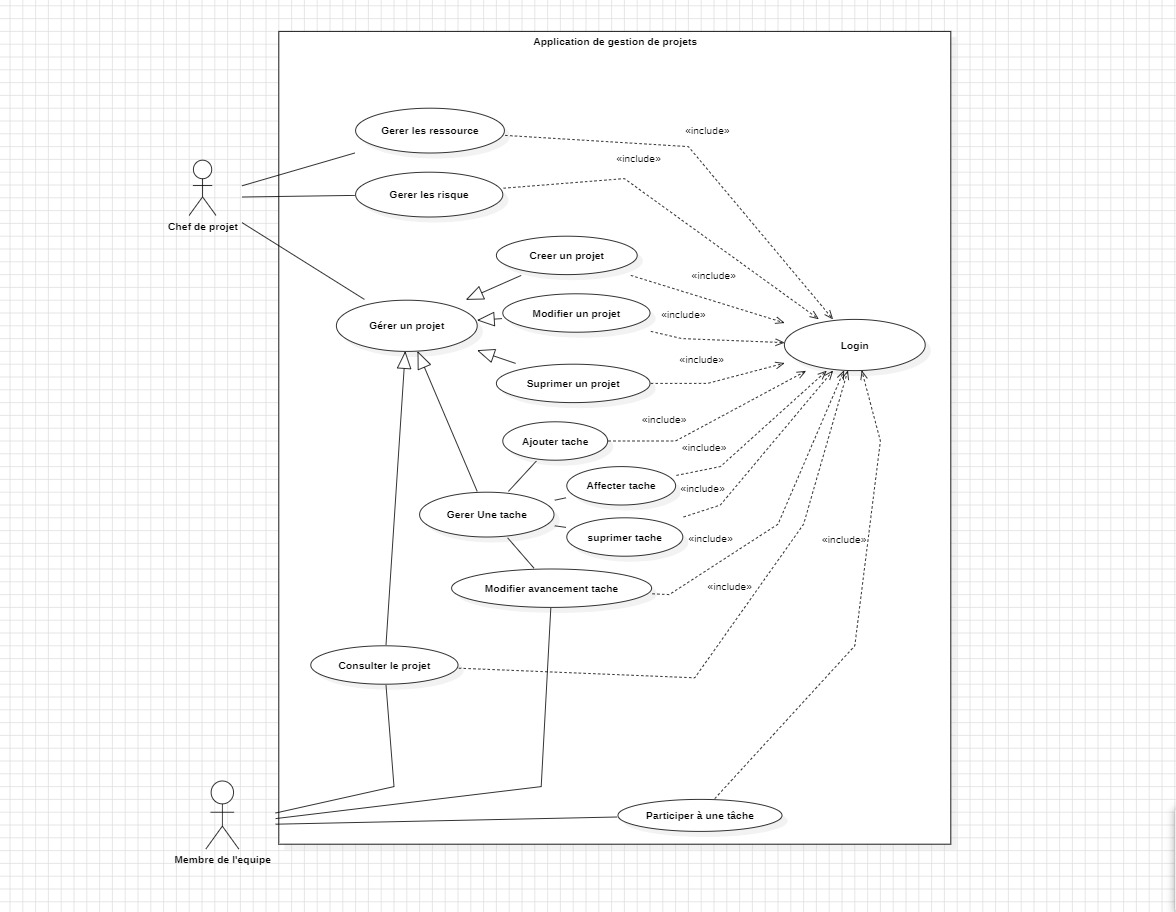 Application de gestion de projets
Gerer les ressource
«include»
«include»
Gerer les risque
Chef de projet
Creer un projet
«include»
Modifier un projet
«include»
Gérer un projet
Login
«include»
Suprimer un projet
«include»
Ajouter tache
«include»
Affecter tache
«include»
Gerer Une tache
suprimer tache
«include»
«include»
Modifier avancement tache
«include»
Consulter le projet
Participer à une tâche
Membre de l'equipe